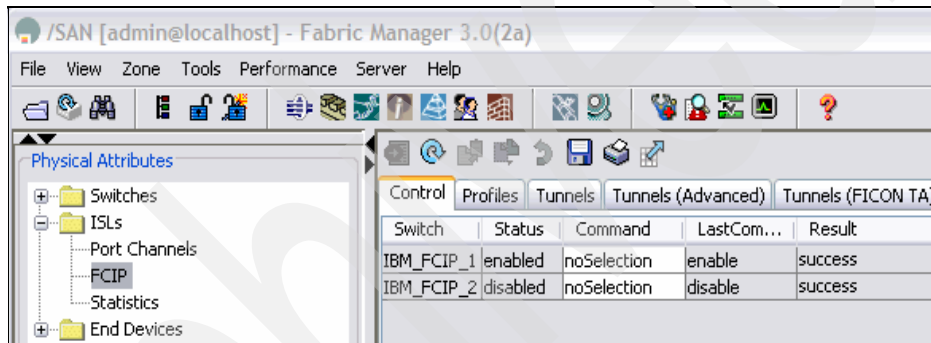 /SAN [admin@localhost] - Fabric Manager 3.0(2a)
File View Zone Tools Performance Server Help
Physical Attributes
Switches
ISLs
Port Channels
FCIP
Statistics
End Devices
Control Profiles Tunnels Tunnels (Advanced) Tunnels (FICON TA)
Switch Status Command LastCom... Result
IBM_FCIP_1 enabled noSelection enable success
IBM_FCIP_2 disabled noSelection disable success